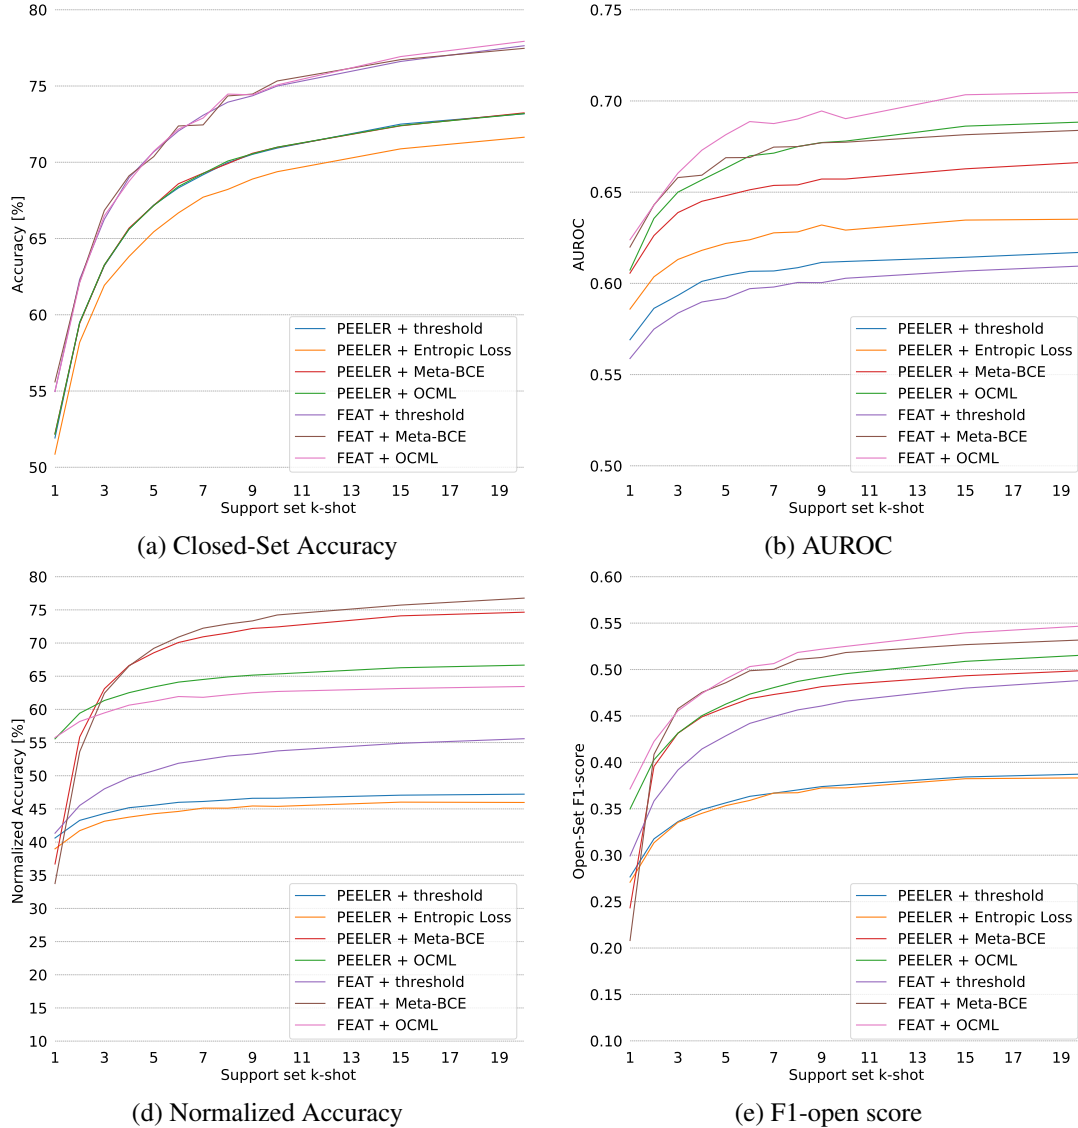 80
75
70
65
60
55
50
Accuracy [%]
PEELER + threshold
PEELER + Entropic Loss
PEELER + Meta-BCE
PEELER + OCML
FEAT + threshold
FEAT + Meta-BCE
FEAT + OCML
1 3 5 7 9 11 13 15 17 19
Support set k-shot
(a) Closed-Set Accuracy
0.75
0.70
0.65
0.60
0.55
0.50
AUROC
PEELER + threshold
PEELER + Entropic Loss
PEELER + Meta-BCE
PEELER + OCML
FEAT + threshold
FEAT + Meta-BCE
FEAT + OCML
1 3 5 7 9 11 13 15 17 19
Support set k-shot
(b) AUROC
80
75
70
65
60
55
50
45
40
35
30
25
20
15
10
Normalized Accuracy [%]
PEELER + threshold
PEELER + Entropic Loss
PEELER + Meta-BCE
PEELER + OCML
FEAT + threshold
FEAT + Meta-BCE
FEAT + OCML
1 3 5 7 9 11 13 15 17 19
Support set k-shot
(d) Normalized Accuracy
0.60
0.55
0.50
0.45
0.40
0.35
0.30
0.25
0.20
0.15
0.10
Open-Set F1-score
PEELER + threshold
PEELER + Entropic Loss
PEELER + Meta-BCE
PEELER + OCML
FEAT + threshold
FEAT + Meta-BCE
FEAT + OCML
1 3 5 7 9 11 13 15 17 19
Support set k-shot
(e) F1-open score